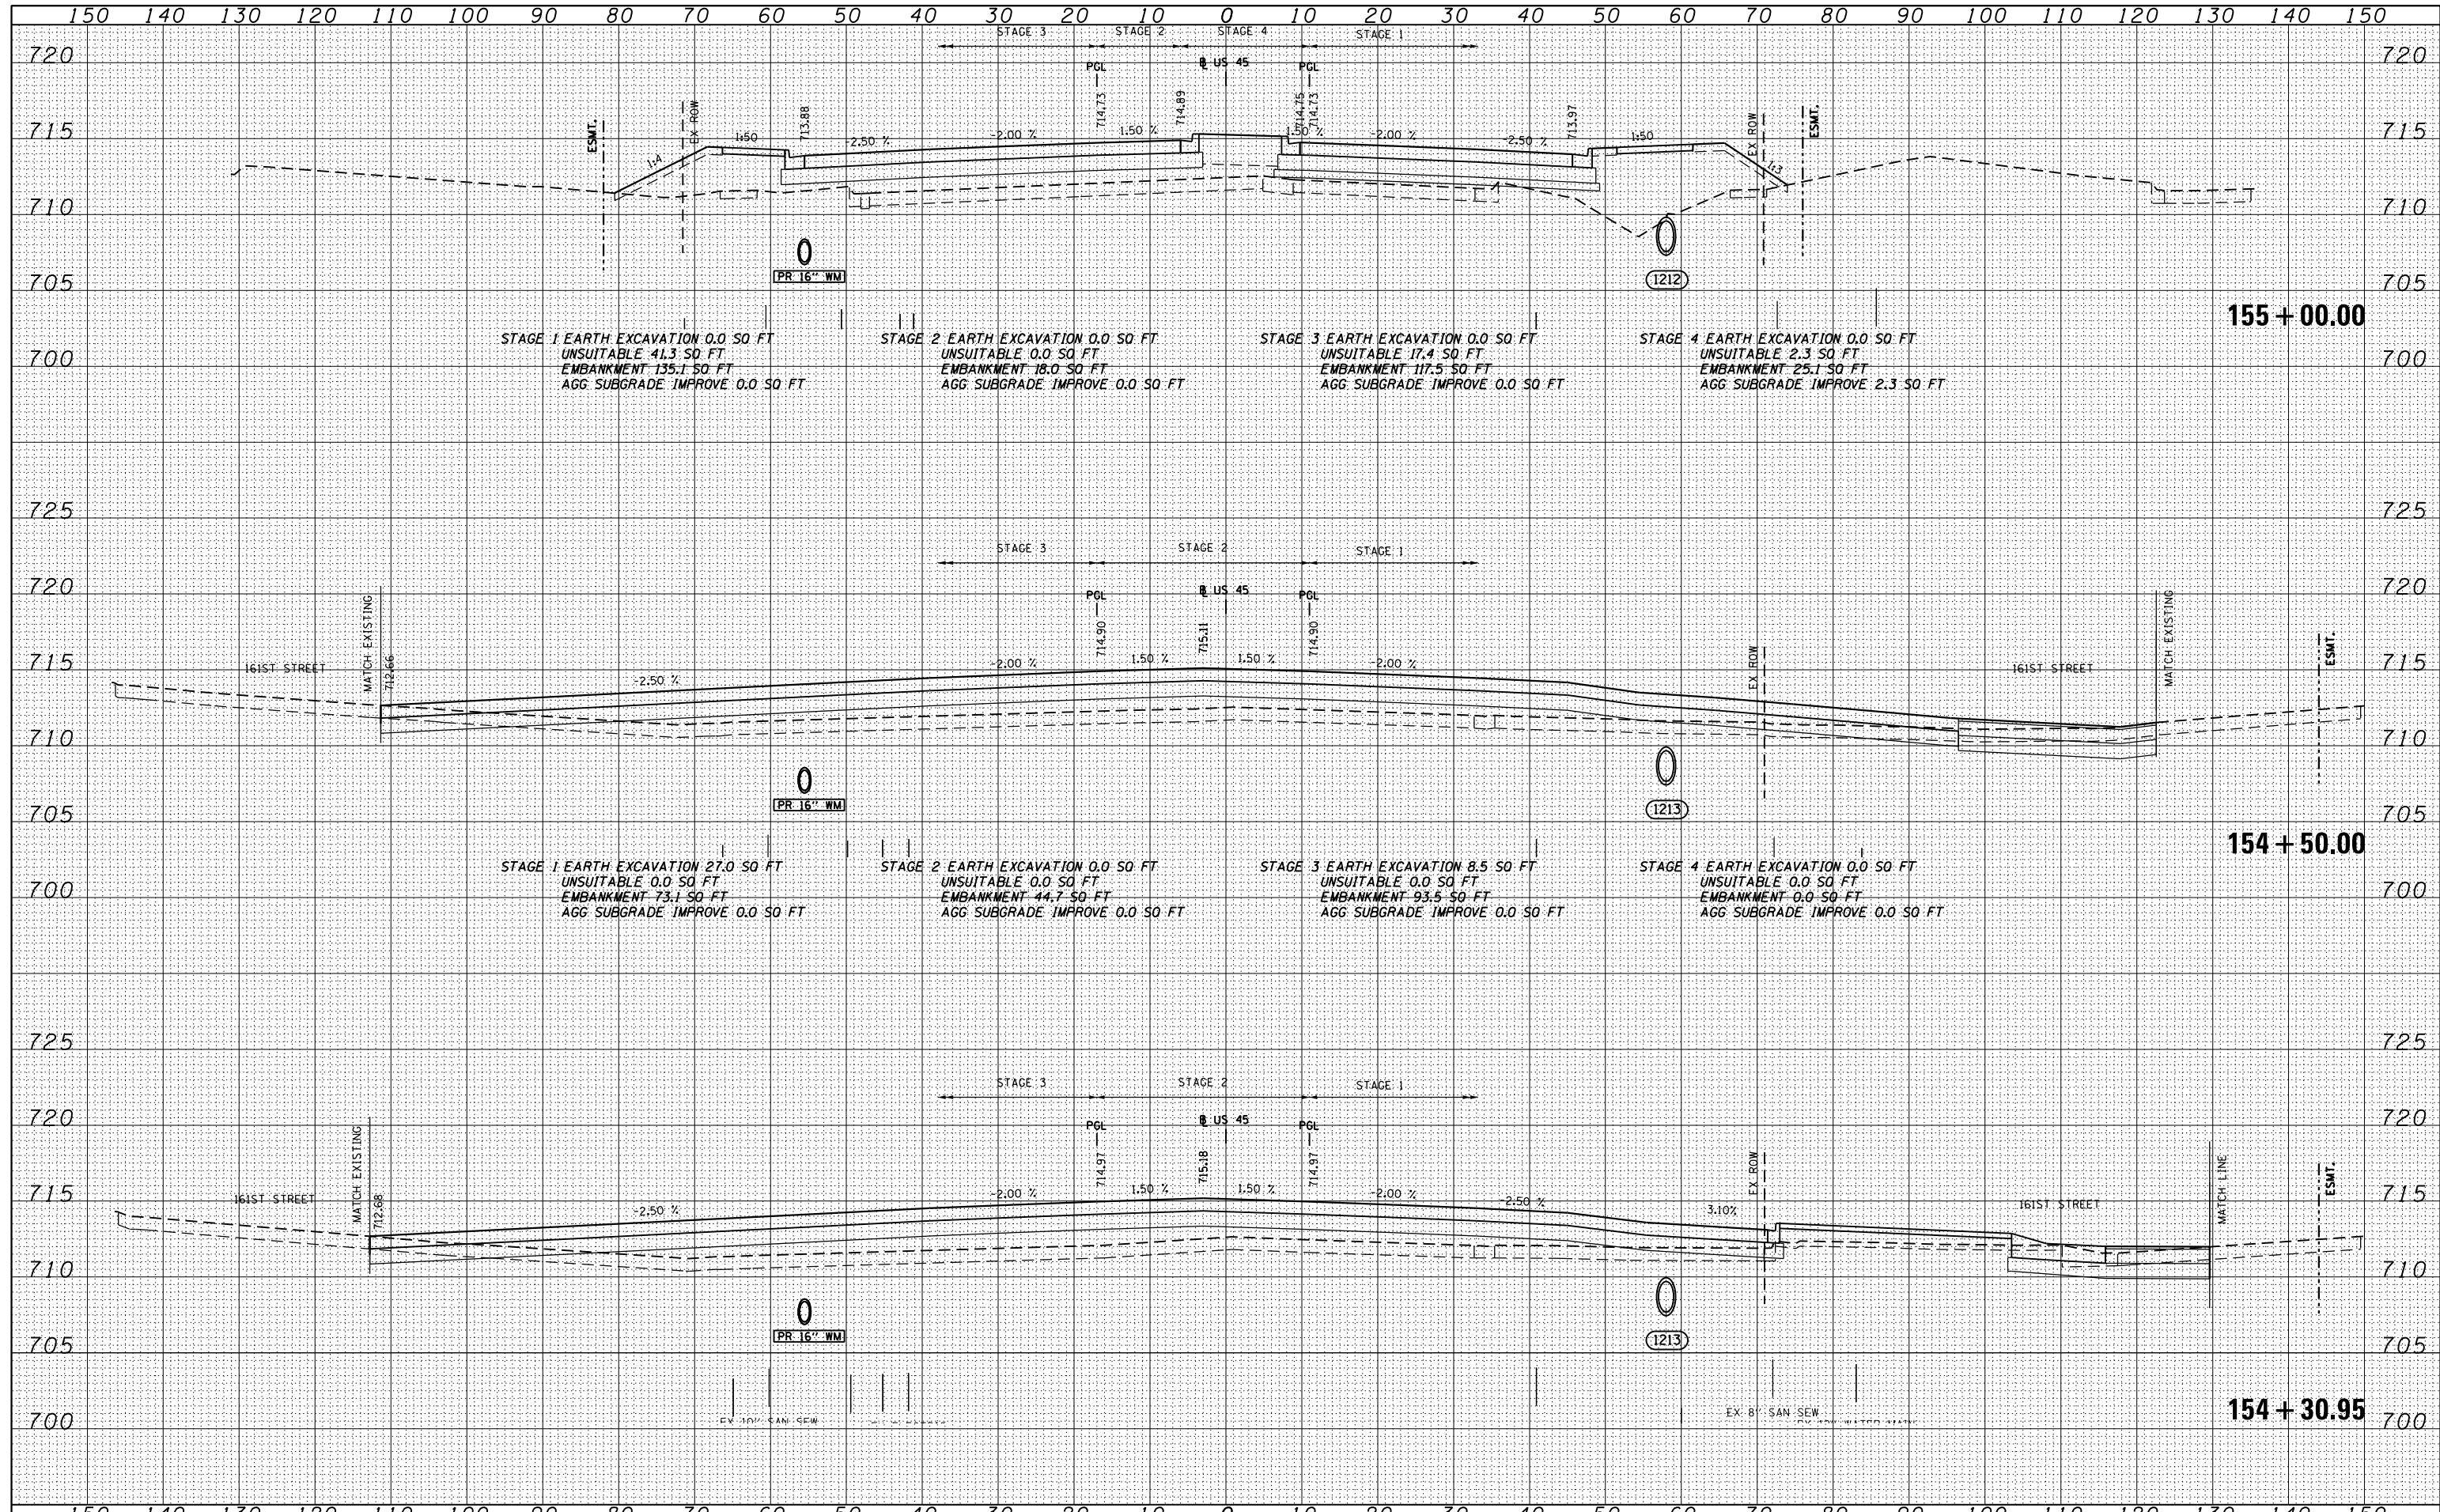 150 140 130 120 110 100 90 80 70 60 50 40 30 20 10 0 10 20 30 40 50 60 70 80 90 100 110 120 130 140 150
STAGE 3 STAGE 2 STAGE 4 STAGE 1
720 PGL US 45 PGL 720
714.73 714.89 714.75 714.73
ESMT. EX ROW 713.88 713.97 EX ROW ESMT.
715 1:4 1:50 -2.50 % -2.00 % 1.50 % 1.50 % -2.00 % -2.50 % 1:50 1:3 715
710 710
PR 16" WM 1212
705 705
155 + 00.00
STAGE 1 EARTH EXCAVATION 0.0 SQ FT STAGE 2 EARTH EXCAVATION 0.0 SQ FT STAGE 3 EARTH EXCAVATION 0.0 SQ FT STAGE 4 EARTH EXCAVATION 0.0 SQ FT
UNSUITABLE 41.3 SQ FT UNSUITABLE 0.0 SQ FT UNSUITABLE 17.4 SQ FT UNSUITABLE 2.3 SQ FT
700 EMBANKMENT 135.1 SQ FT EMBANKMENT 18.0 SQ FT EMBANKMENT 117.5 SQ FT EMBANKMENT 25.1 SQ FT 700
AGG SUBGRADE IMPROVE 0.0 SQ FT AGG SUBGRADE IMPROVE 0.0 SQ FT AGG SUBGRADE IMPROVE 0.0 SQ FT AGG SUBGRADE IMPROVE 2.3 SQ FT
725 725
STAGE 3 STAGE 2 STAGE 1
720 PGL US 45 PGL 720
MATCH EXISTING 712.66 714.90 715.11 714.90 EX ROW MATCH EXISTING ESMT.
715 161ST STREET -2.50 % -2.00 % 1.50 % 1.50 % -2.00 % 161ST STREET 715
710 710
PR 16" WM 1213
705 705
154 + 50.00
STAGE 1 EARTH EXCAVATION 27.0 SQ FT STAGE 2 EARTH EXCAVATION 0.0 SQ FT STAGE 3 EARTH EXCAVATION 8.5 SQ FT STAGE 4 EARTH EXCAVATION 0.0 SQ FT
UNSUITABLE 0.0 SQ FT UNSUITABLE 0.0 SQ FT UNSUITABLE 0.0 SQ FT UNSUITABLE 0.0 SQ FT
700 EMBANKMENT 73.1 SQ FT EMBANKMENT 44.7 SQ FT EMBANKMENT 93.5 SQ FT EMBANKMENT 0.0 SQ FT 700
AGG SUBGRADE IMPROVE 0.0 SQ FT AGG SUBGRADE IMPROVE 0.0 SQ FT AGG SUBGRADE IMPROVE 0.0 SQ FT AGG SUBGRADE IMPROVE 0.0 SQ FT
725 725
STAGE 3 STAGE 2 STAGE 1
720 PGL US 45 PGL 720
MATCH EXISTING 712.68 714.97 715.18 714.97 EX ROW MATCH LINE ESMT.
715 161ST STREET -2.50 % -2.00 % 1.50 % 1.50 % -2.00 % -2.50 % 3.10% 161ST STREET 715
710 710
PR 16" WM 1213
705 705
154 + 30.95
700 EX 10" SAN SEW EX 8" SAN SEW 700
150 140 130 120 110 100 90 80 70 60 50 40 30 20 10 0 10 20 30 40 50 60 70 80 90 100 110 120 130 140 150